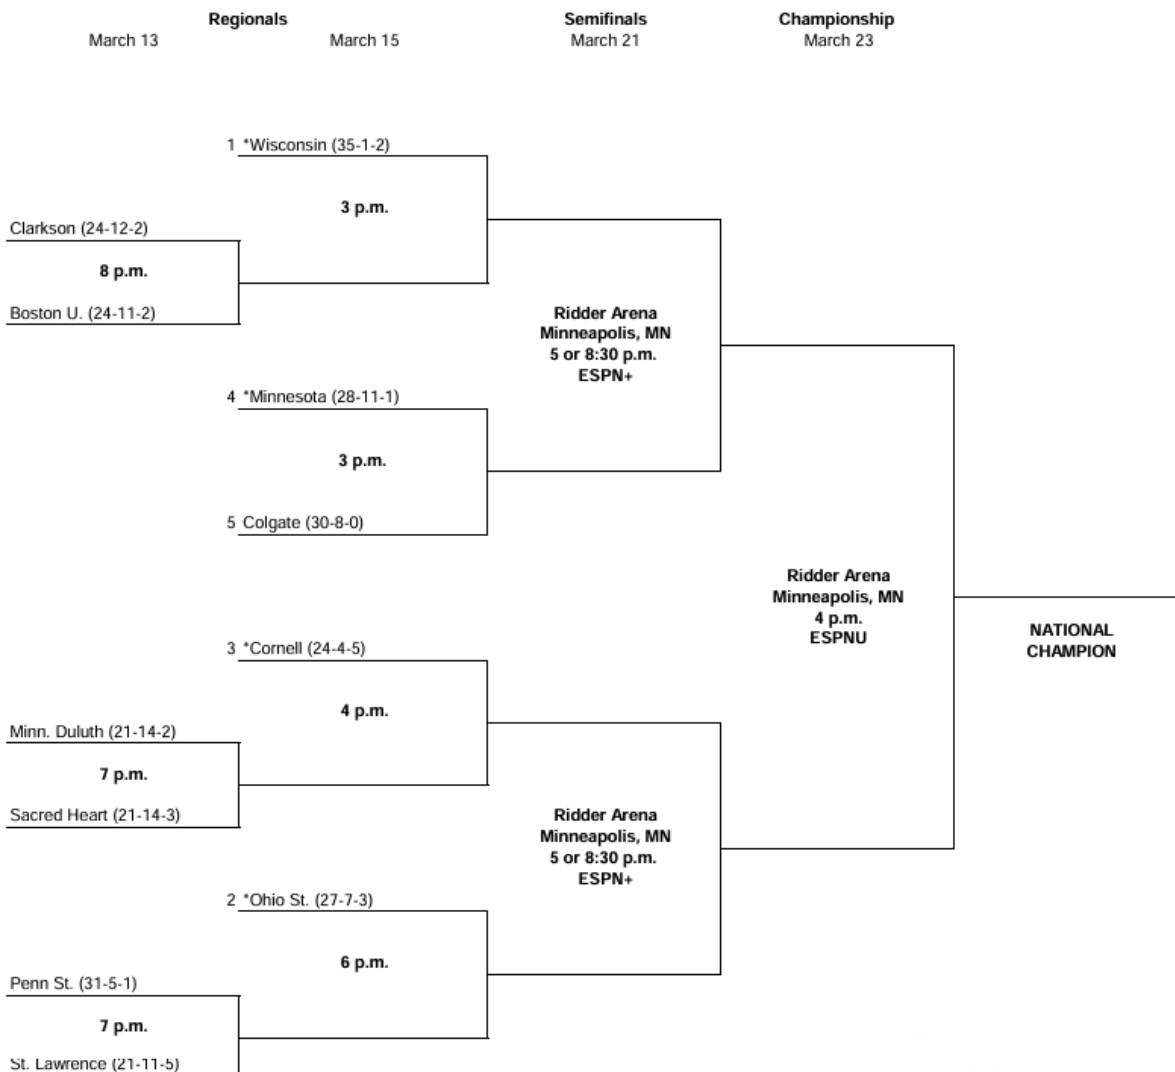 Regionals
Semifinals
Championship
March 13
March 15
March 21
March 23
1 *Wisconsin (35-1-2)
3 p.m.
Clarkson (24-12-2)
8 p.m.
Boston U. (24-11-2)
Ridder Arena
Minneapolis, MN
5 or 8:30 p.m.
ESPN+
4 *Minnesota (28-11-1)
3 p.m.
5 Colgate (30-8-0)
Ridder Arena
Minneapolis, MN
4 p.m.
ESPNU
NATIONAL
CHAMPION
3 *Cornell (24-4-5)
4 p.m.
Minn. Duluth (21-14-2)
7 p.m.
Sacred Heart (21-14-3)
Ridder Arena
Minneapolis, MN
5 or 8:30 p.m.
ESPN+
2 *Ohio St. (27-7-3)
6 p.m.
Penn St. (31-5-1)
7 p.m.
St. Lawrence (21-11-5)